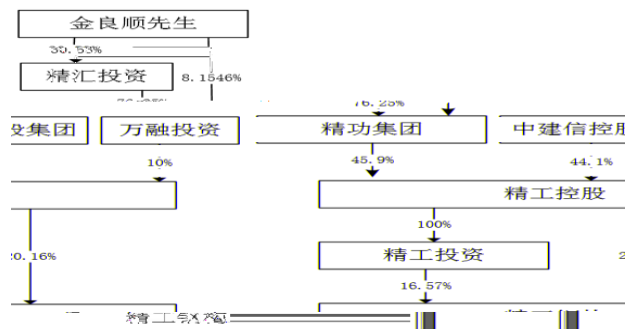 金良顺先生
30.53%
精汇投资 8.1546%
76.25%
投集团 万融投资 精功集团 中建信控股
10% 45.9% 44.1%
精工控股
100%
20.16% 精工投资 2
16.57%